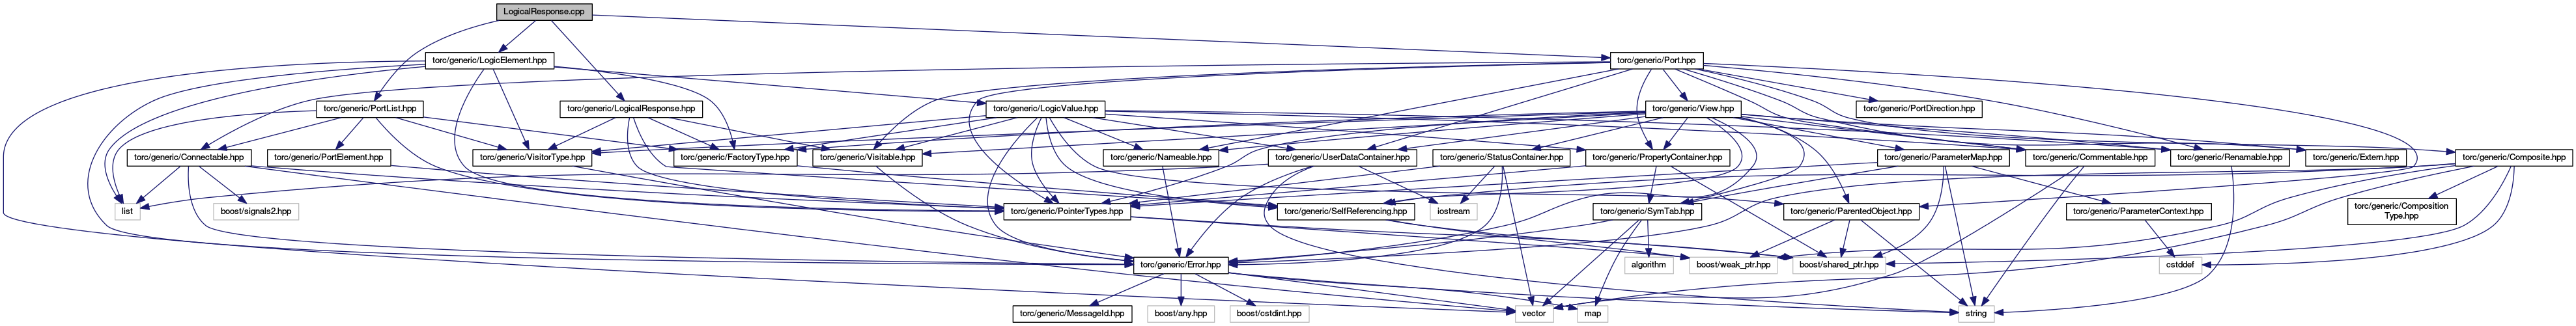 LogicalResponse.cpp
torc/generic/LogicElement.hpp
torc/generic/Port.hpp
torc/generic/PortList.hpp
torc/generic/LogicalResponse.hpp
torc/generic/LogicValue.hpp
torc/generic/View.hpp
torc/generic/PortDirection.hpp
torc/generic/Connectable.hpp
torc/generic/PortElement.hpp
torc/generic/VisitorType.hpp
torc/generic/FactoryType.hpp
torc/generic/Visitable.hpp
torc/generic/Nameable.hpp
torc/generic/UserDataContainer.hpp
torc/generic/StatusContainer.hpp
torc/generic/PropertyContainer.hpp
torc/generic/ParameterMap.hpp
torc/generic/Commentable.hpp
torc/generic/Renamable.hpp
torc/generic/Extern.hpp
torc/generic/Composite.hpp
list
boost/signals2.hpp
torc/generic/PointerTypes.hpp
torc/generic/SelfReferencing.hpp
iostream
torc/generic/SymTab.hpp
torc/generic/ParentedObject.hpp
torc/generic/ParameterContext.hpp
torc/generic/Composition
Type.hpp
torc/generic/Error.hpp
algorithm
boost/weak_ptr.hpp
boost/shared_ptr.hpp
cstddef
torc/generic/MessageId.hpp
boost/any.hpp
boost/cstdint.hpp
vector
map
string